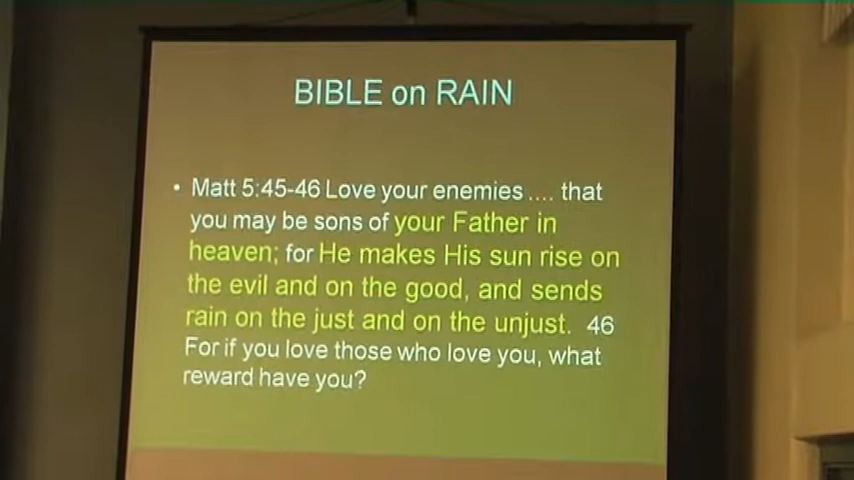 BIBLE on RAIN
• Matt 5:45-46 Love your enemies .... that
you may be sons of your Father in
heaven; for He makes His sun rise on
the evil and on the good, and sends
rain on the just and on the unjust. 46
For if you love those who love you, what
reward have you?